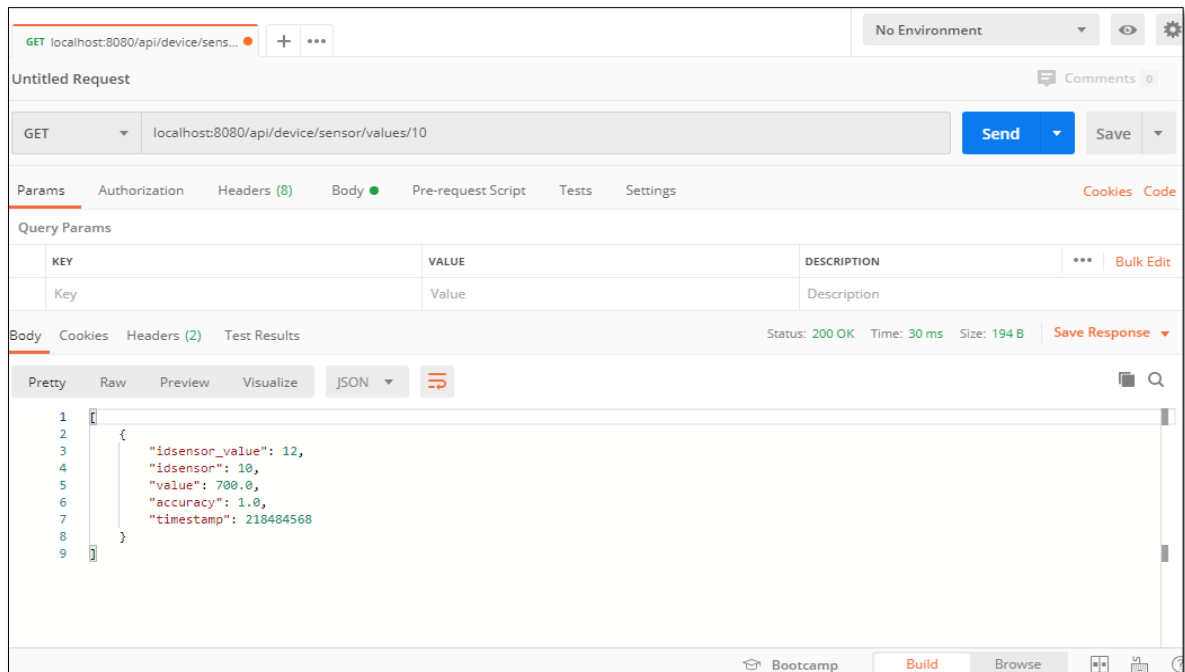 GET localhost:8080/api/device/sens... + ••• No Environment
Untitled Request Comments 0
GET localhost:8080/api/device/sensor/values/10 Send Save
Params Authorization Headers (8) Body Pre-request Script Tests Settings Cookies Code
Query Params
KEY VALUE DESCRIPTION ••• Bulk Edit
Key Value Description
Body Cookies Headers (2) Test Results Status: 200 OK Time: 30 ms Size: 194 B Save Response
Pretty Raw Preview Visualize JSON
1 [
2 {
3 "idsensor_value": 12,
4 "idsensor": 10,
5 "value": 700.0,
6 "accuracy": 1.0,
7 "timestamp": 218484568
8 }
9 ]
Bootcamp Build Browse